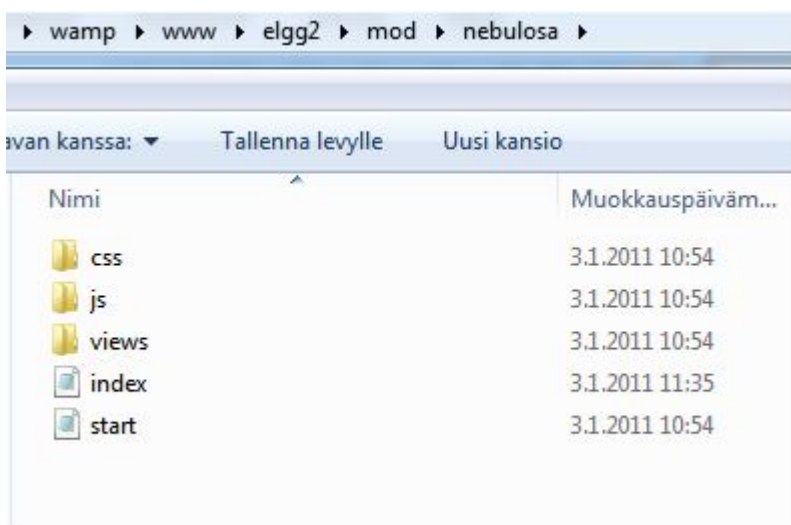 wamp www elgg2 mod nebulosa
avan kanssa: Tallenna levylle Uusi kansio
Nimi Muokkauspäiväm...
css 3.1.2011 10:54
js 3.1.2011 10:54
views 3.1.2011 10:54
index 3.1.2011 11:35
start 3.1.2011 10:54